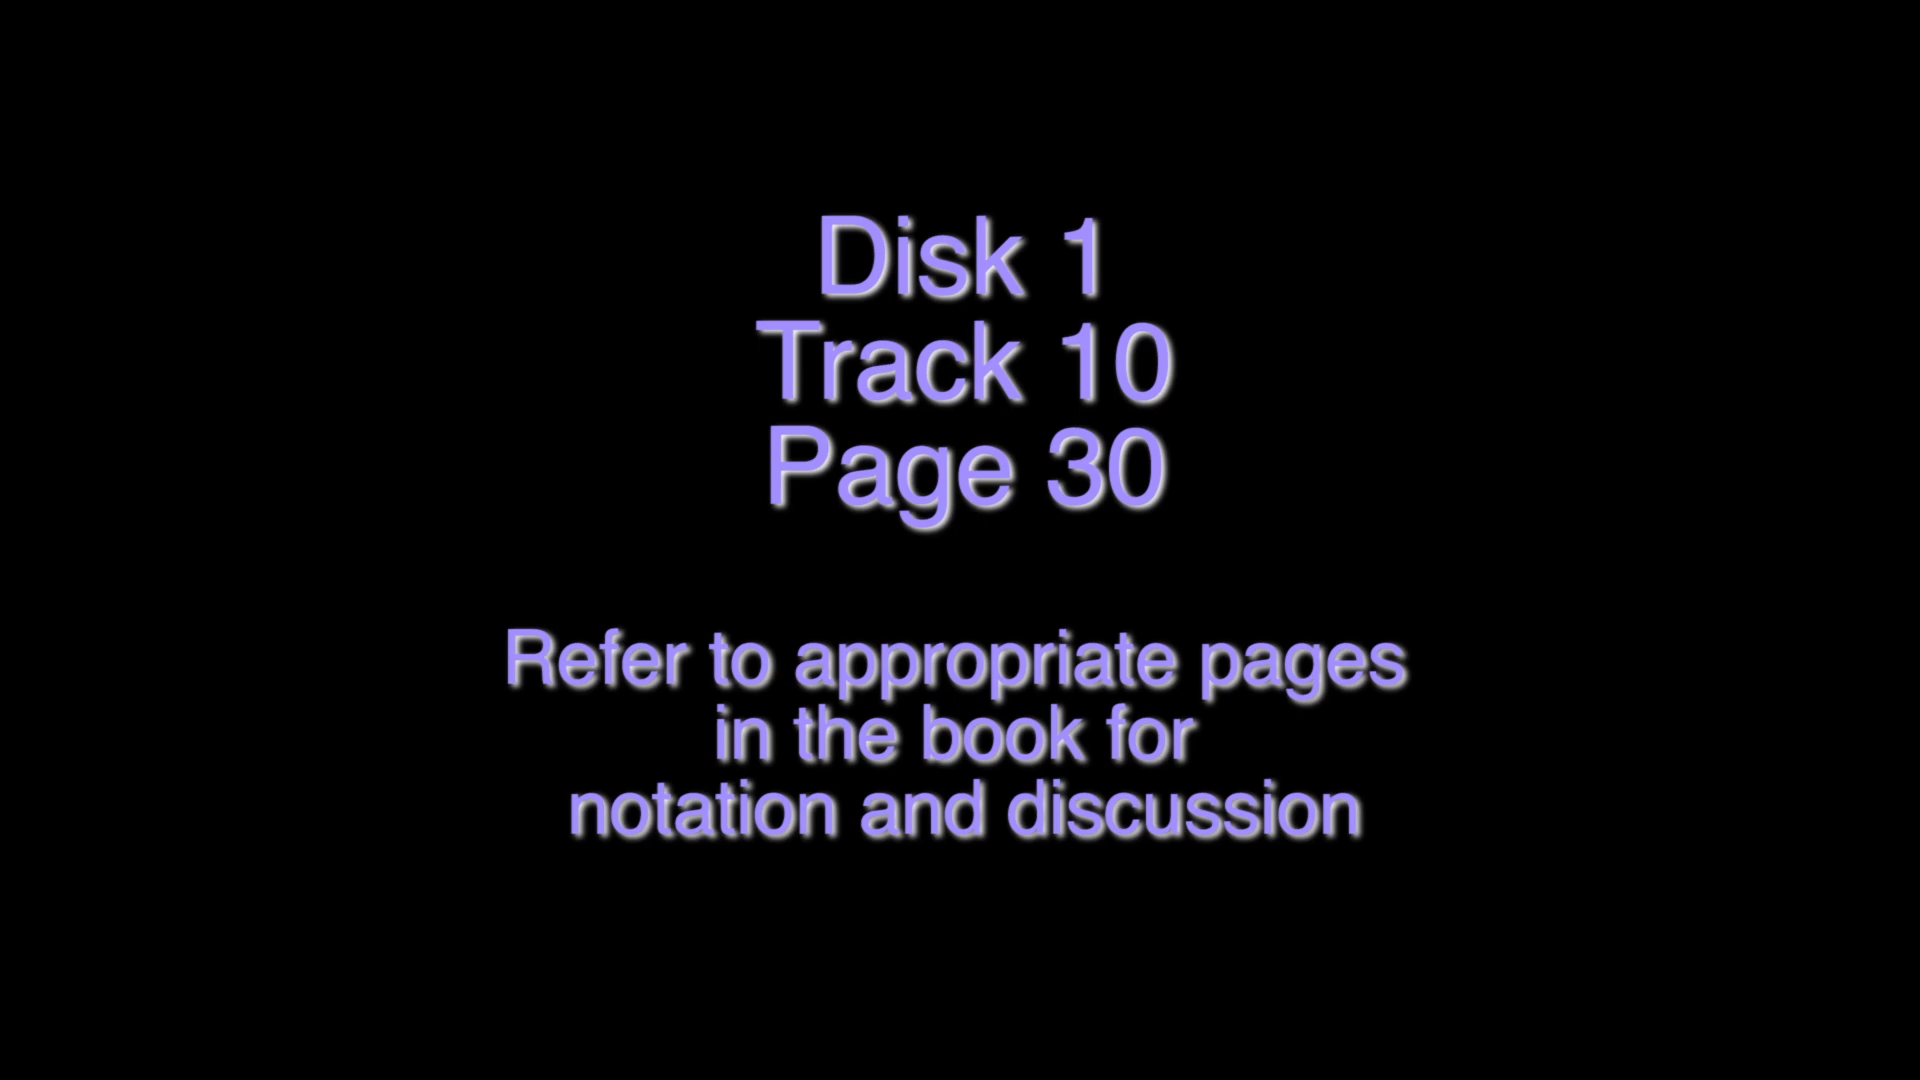 Disk 1
Track 10
Page 30
Refer to appropriate pages
in the book for
notation and discussion